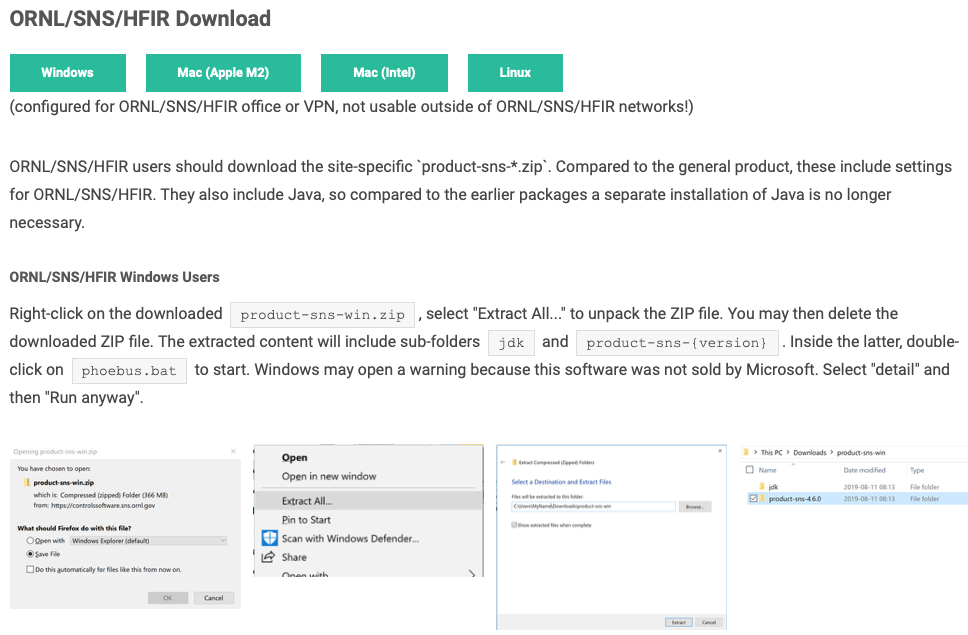 ORNL/SNS/HFIR Download
Windows
Mac (Apple M2)
Mac (Intel)
Linux
(configured for ORNL/SNS/HFIR office or VPN, not usable outside of ORNL/SNS/HFIR networks!)
ORNL/SNS/HFIR users should download the site-specific `product-sns-*.zip`. Compared to the general product, these include settings
for ORNL/SNS/HFIR. They also include Java, so compared to the earlier packages a separate installation of Java is no longer
necessary.
ORNL/SNS/HFIR Windows Users
Right-click on the downloaded product-sns-win.zip , select "Extract All..." to unpack the ZIP file. You may then delete the
downloaded ZIP file. The extracted content will include sub-folders jdk and product-sns-{version} . Inside the latter, double-
click on phoebus.bat to start. Windows may open a warning because this software was not sold by Microsoft. Select "detail" and
then "Run anyway".
Opening product-sns-win.zip
You have chosen to open:
product-sns-win.zip
which is: Compressed (zipped) Folder (366 MB)
from: https://controlssoftware.sns.ornl.gov
What should Firefox do with this file?
Open with Windows Explorer (default)
Save File
Do this automatically for files like this from now on.
OK Cancel
Open
Open in new window
Extract All...
Pin to Start
Scan with Windows Defender...
Share
Open with
Extract Compressed (Zipped) Folders
Select a Destination and Extract Files
Files will be extracted to this folder:
C:\Users\MyName\Downloads\product-sns-win Browse...
Show extracted files when complete
Extract Cancel
> This PC > Downloads > product-sns-win
Name Date modified Type
jdk 2019-08-11 08:13 File folder
product-sns-4.6.0 2019-08-11 08:13 File folder